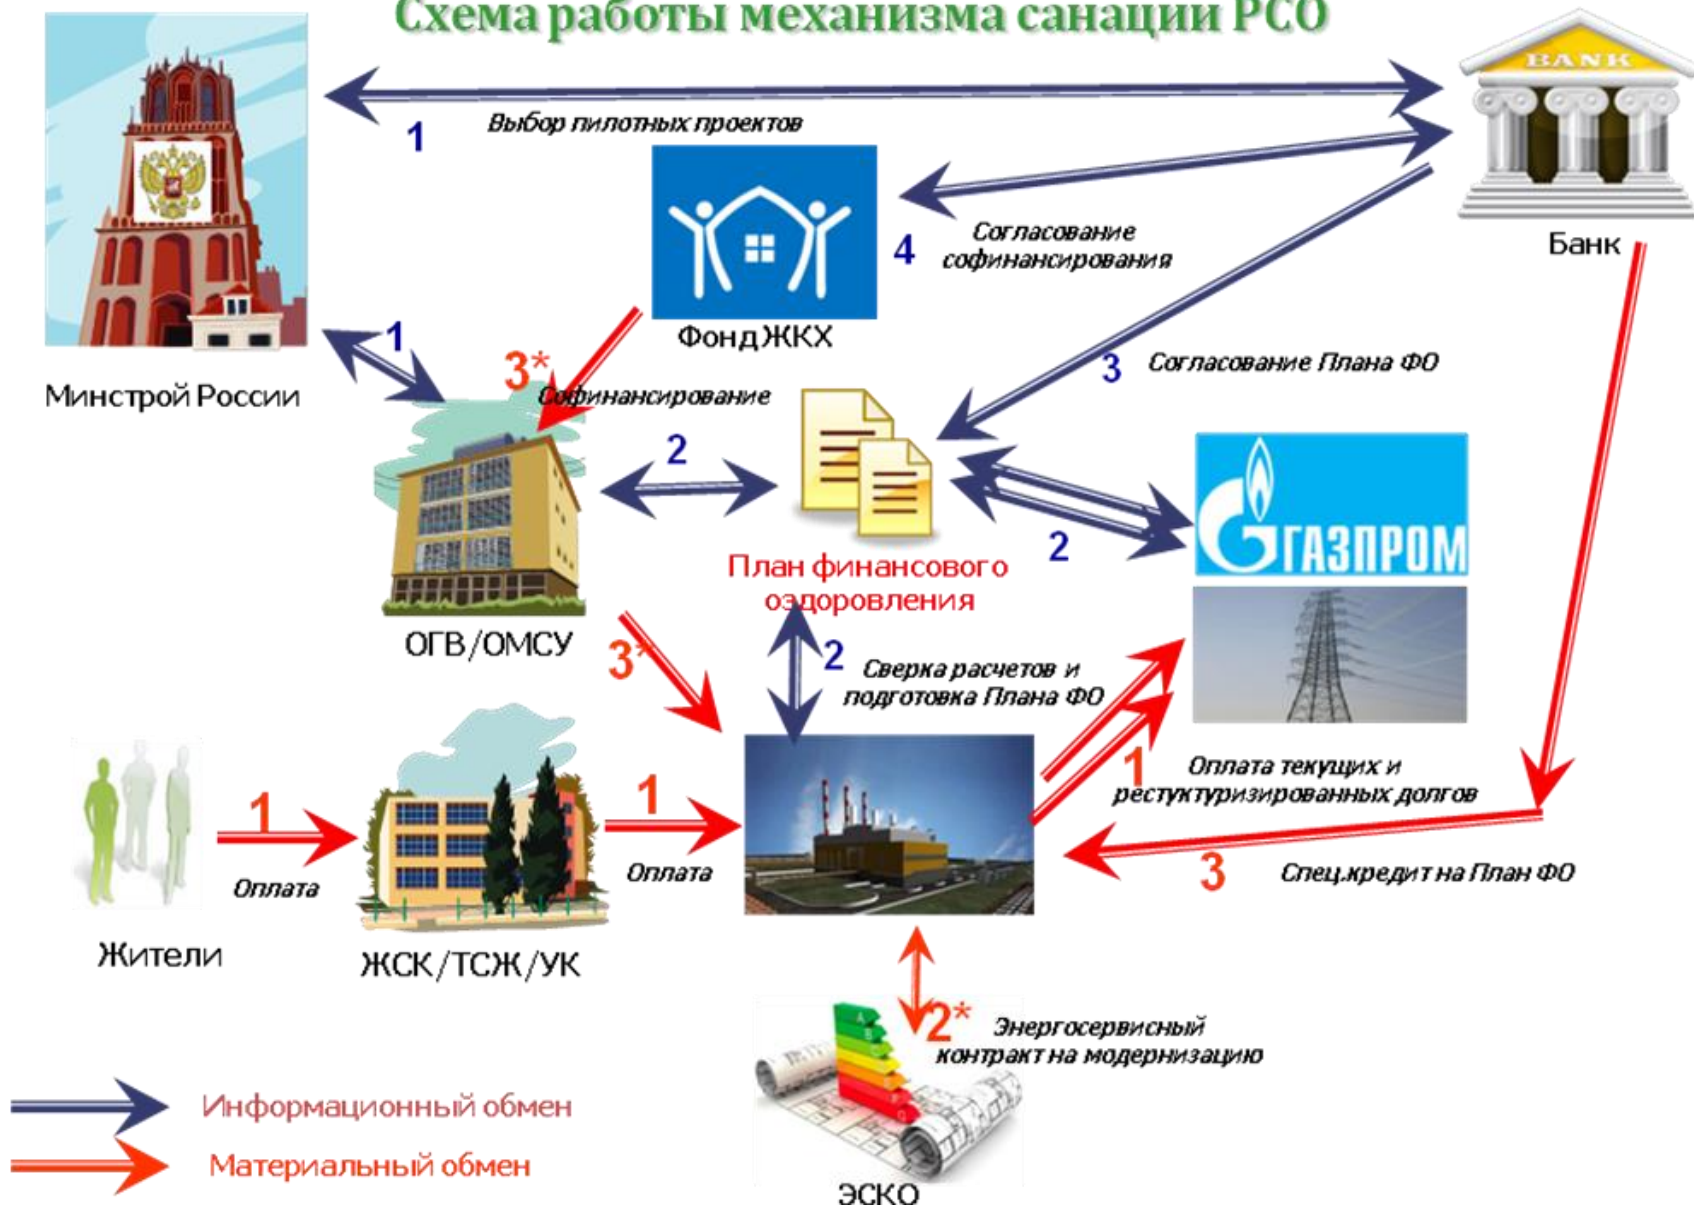 Схема работы механизма санации РСО
BANK
1
Выбор пилотных проектов
Согласование
софинансирования
4
Банк
Фонд ЖКХ
1
Минстрой России
3*
Софинансирование
3
Согласование Плана ФО
2
ГАЗПРОМ
2
План финансового
оздоровления
ОГВ/ОМСУ
3*
2
Сверка расчетов и
подготовка Плана ФО
1
Оплата текущих и
рестуктуризированных долгов
1
Оплата
1
Оплата
3
Спец.кредит на План ФО
Жители
ЖСК/ТСЖ/УК
2*
Энергосервисный
контракт на модернизацию
A
B
C
G
ЭСКО
Информационный обмен
Материальный обмен